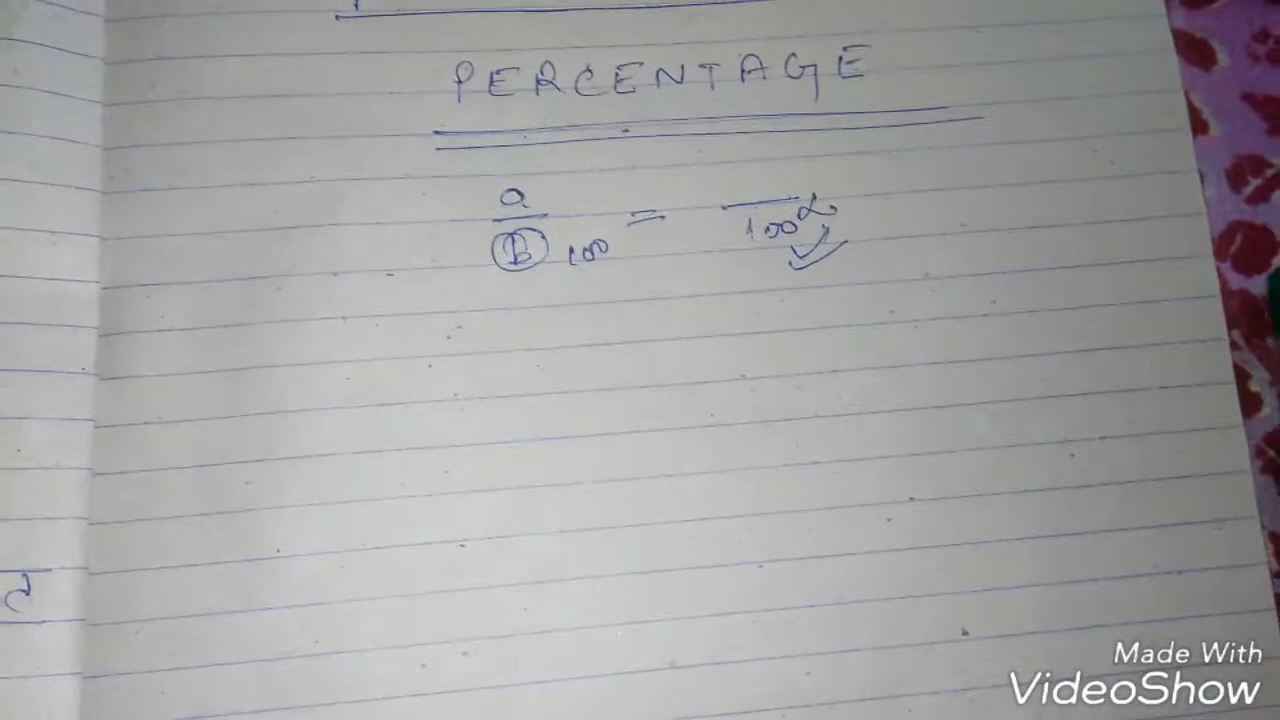 PERCENTAGE
a
b 100 = 100
Made With
VideoShow